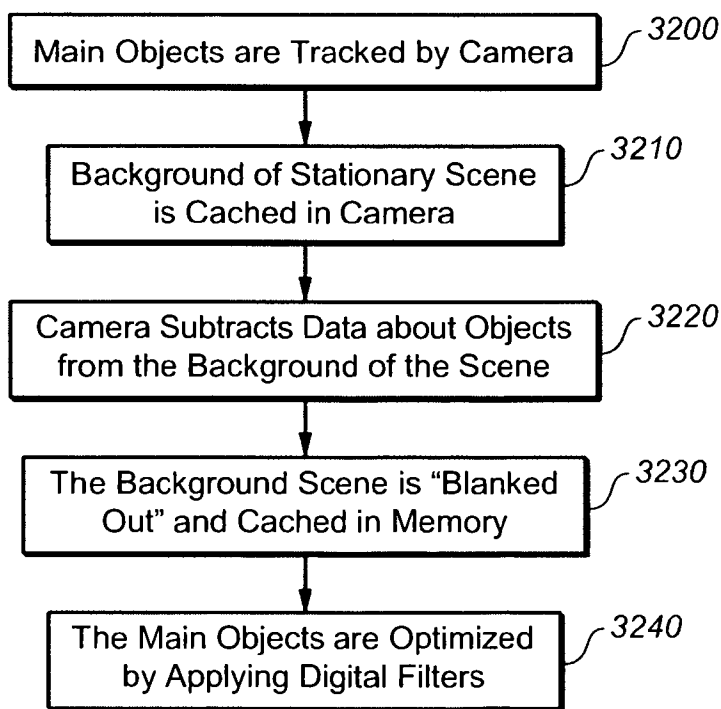 Main Objects are Tracked by Camera
3200
Background of Stationary Scene
is Cached in Camera
3210
Camera Subtracts Data about Objects
from the Background of the Scene
3220
The Background Scene is “Blanked
Out” and Cached in Memory
3230
The Main Objects are Optimized
by Applying Digital Filters
3240